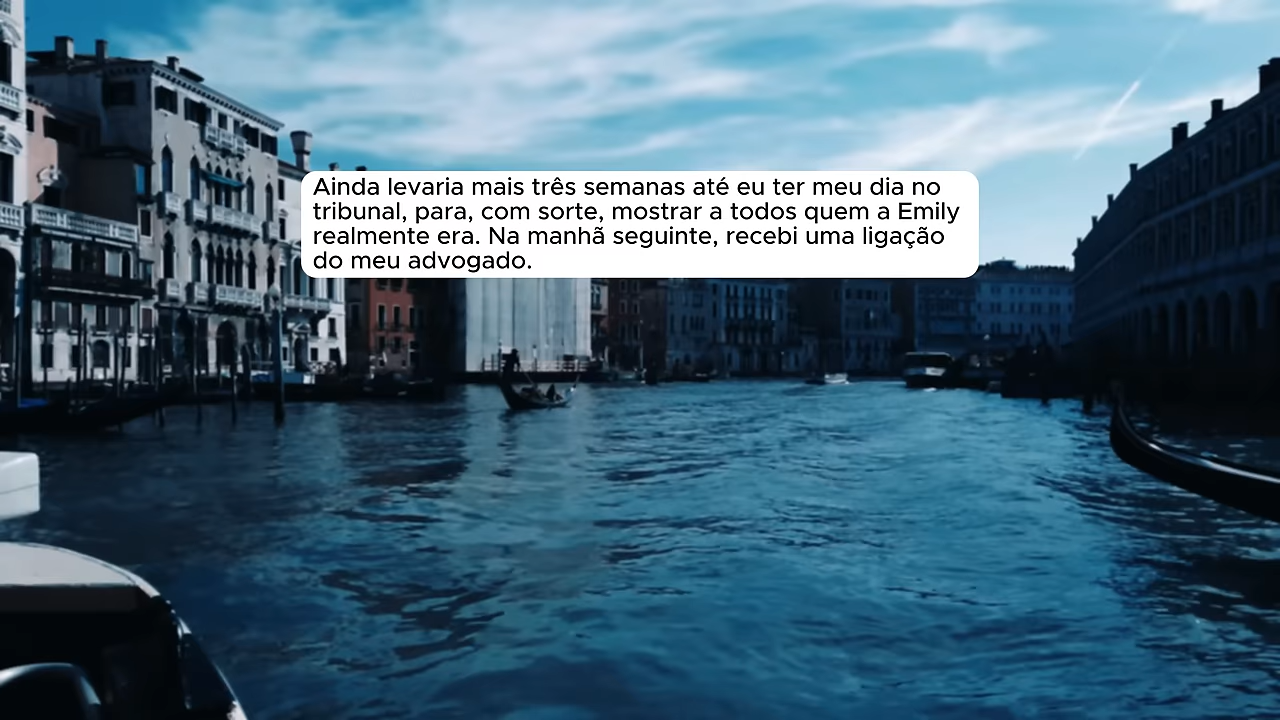 Ainda levaria mais três semanas até eu ter meu dia no
tribunal, para, com sorte, mostrar a todos quem a Emily
realmente era. Na manhã seguinte, recebi uma ligação
do meu advogado.